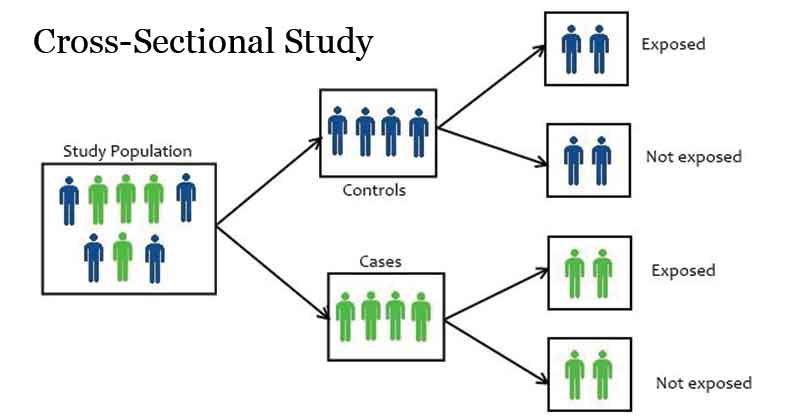 Cross-Sectional Study
Study Population
Controls
Cases
Exposed
Not exposed
Exposed
Not exposed